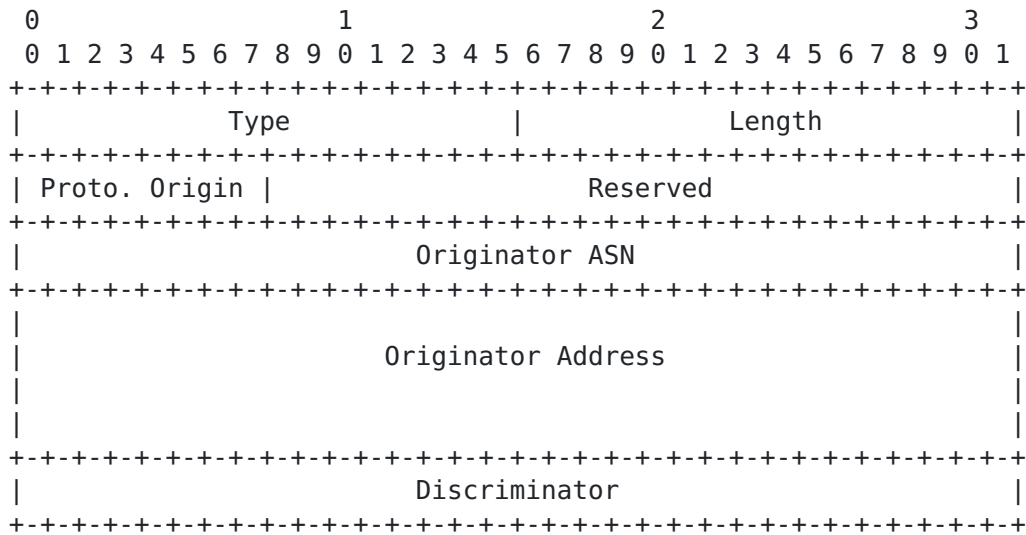 0                   1                   2                   3
 0 1 2 3 4 5 6 7 8 9 0 1 2 3 4 5 6 7 8 9 0 1 2 3 4 5 6 7 8 9 0 1
+-+-+-+-+-+-+-+-+-+-+-+-+-+-+-+-+-+-+-+-+-+-+-+-+-+-+-+-+-+-+-+-+
|             Type              |             Length            |
+-+-+-+-+-+-+-+-+-+-+-+-+-+-+-+-+-+-+-+-+-+-+-+-+-+-+-+-+-+-+-+-+
| Proto. Origin |                    Reserved                   |
+-+-+-+-+-+-+-+-+-+-+-+-+-+-+-+-+-+-+-+-+-+-+-+-+-+-+-+-+-+-+-+-+
|                         Originator ASN                        |
+-+-+-+-+-+-+-+-+-+-+-+-+-+-+-+-+-+-+-+-+-+-+-+-+-+-+-+-+-+-+-+-+
|                                                               |
|                       Originator Address                      |
|                                                               |
|                                                               |
+-+-+-+-+-+-+-+-+-+-+-+-+-+-+-+-+-+-+-+-+-+-+-+-+-+-+-+-+-+-+-+-+
|                         Discriminator                         |
+-+-+-+-+-+-+-+-+-+-+-+-+-+-+-+-+-+-+-+-+-+-+-+-+-+-+-+-+-+-+-+-+